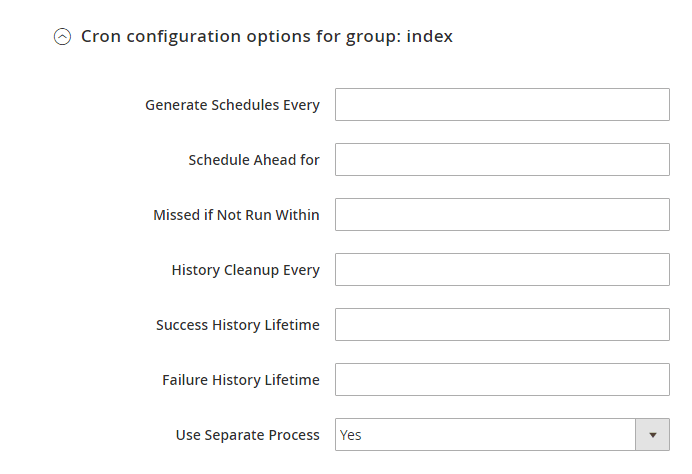 Cron configuration options for group: index
Generate Schedules Every
Schedule Ahead for
Missed if Not Run Within
History Cleanup Every
Success History Lifetime
Failure History Lifetime
Use Separate Process Yes